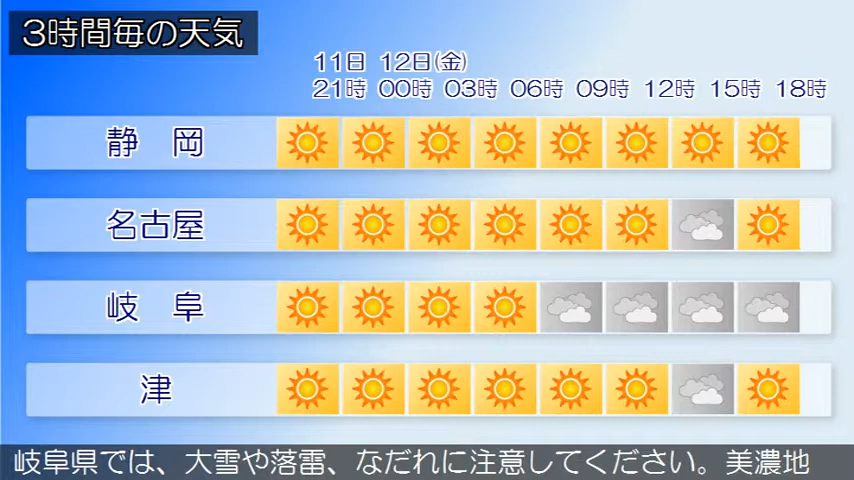 3時間毎の天気
11日 12日(金)
21時 00時 03時 06時 09時 12時 15時 18時
静 岡
名古屋
岐 阜
津
岐阜県では、大雪や落雷、なだれに注意してください。美濃地